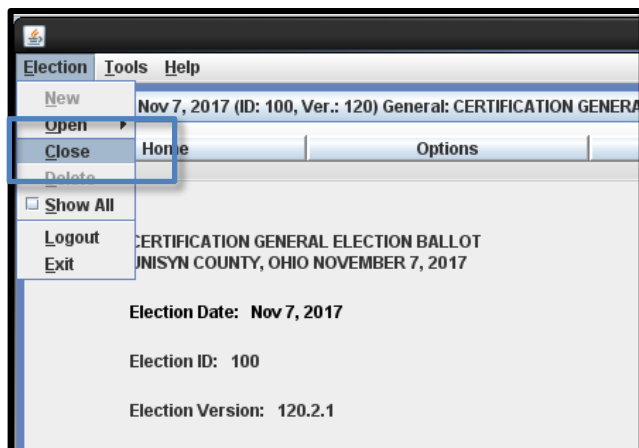 Election Tools Help
New
Nov 7, 2017 (ID: 100, Ver.: 120) General: CERTIFICATION GENERA
Open
Close
Home Options
Delete
Show All
Logout
Exit
CERTIFICATION GENERAL ELECTION BALLOT
UNISYN COUNTY, OHIO NOVEMBER 7, 2017
Election Date: Nov 7, 2017
Election ID: 100
Election Version: 120.2.1